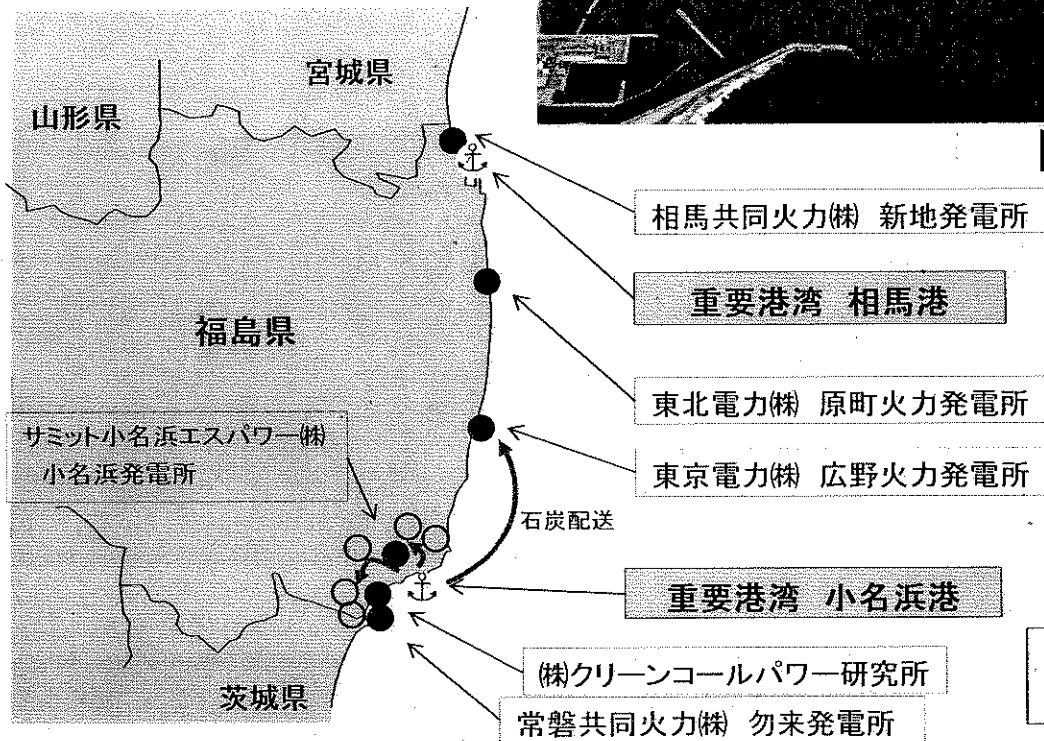 宮城県
山形県
相馬共同火力㈱ 新地発電所
重要港湾 相馬港
福島県
東北電力㈱ 原町火力発電所
サミット小名浜エスパワー㈱
小名浜発電所
東京電力㈱ 広野火力発電所
石炭配送
重要港湾 小名浜港
㈱クリーンコールパワー研究所
茨城県
常磐共同火力㈱ 勿来発電所